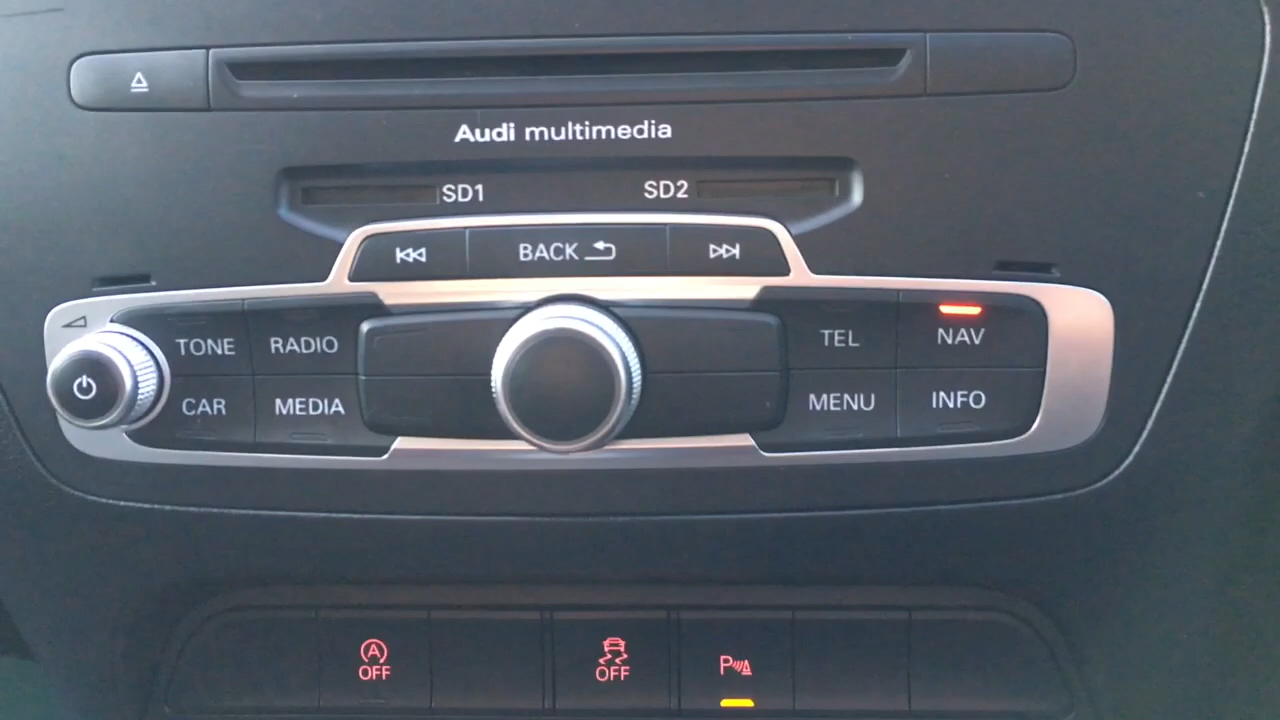 Audi multimedia
SD1 SD2
BACK
TONE RADIO TEL NAV
CAR MEDIA MENU INFO
A
OFF OFF P